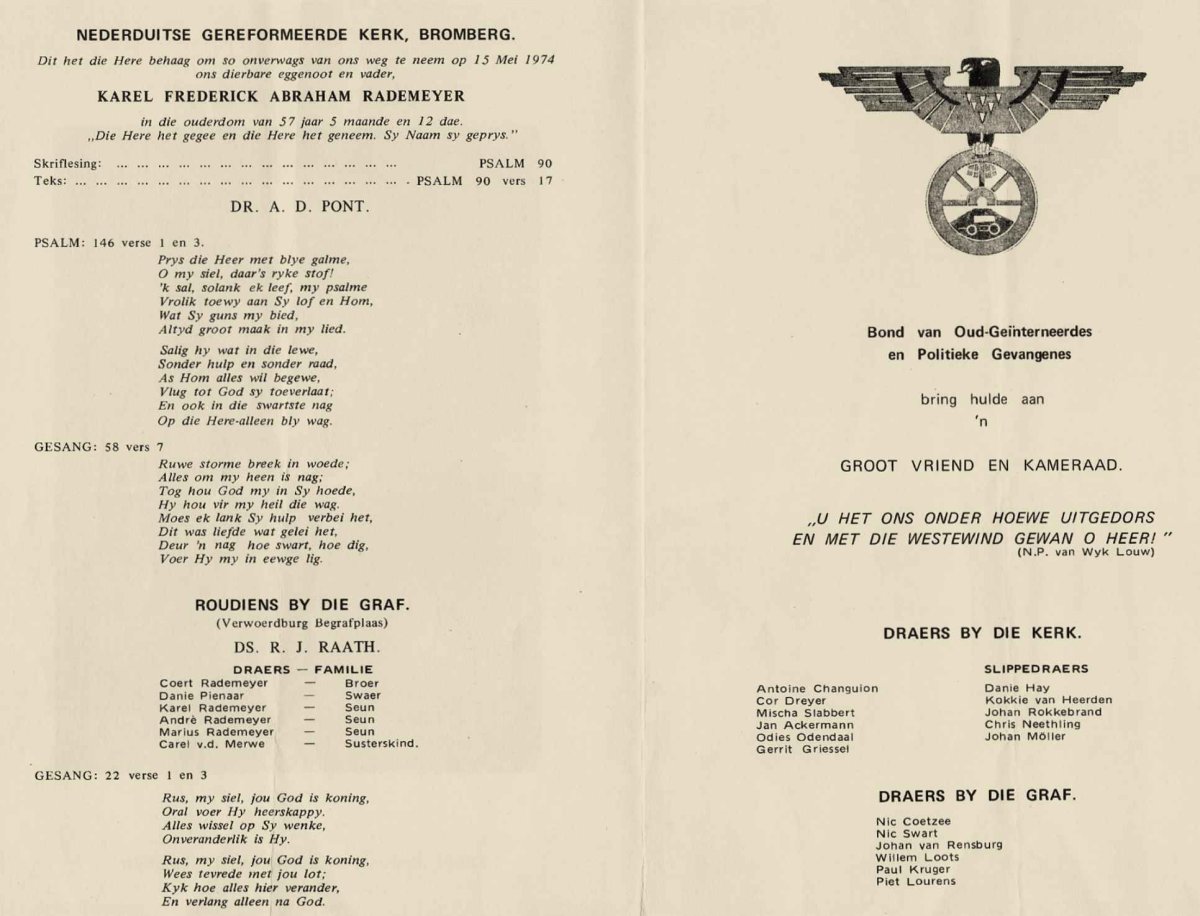 NEDERDUITSE GEREFORMEERDE KERK, BROMBERG.
Dit het die Here behaag om so onverwags van ons weg te neem op 15 Mei 1974
ons dierbare eggenoot en vader,
KAREL FREDERICK ABRAHAM RADEMEYER
in die ouderdom van 57 jaar 5 maande en 12 dae.
„Die Here het gegee en die Here het geneem. Sy Naam sy geprys."
Skriflesing: ... ... ... ... ... ... ... ... ... ... ... ... ... ... PSALM 90
Teks: ... ... ... ... ... ... ... ... ... ... ... ... ... ... ... ... . PSALM 90 vers 17
DR. A. D. PONT.
PSALM: 146 verse 1 en 3.
Prys die Heer met blye galme,
O my siel, daar's ryke stof!
'k sal, solank ek leef, my psalme
Vrolik toewy aan Sy lof en Hom,
Wat Sy guns my bied,
Altyd groot maak in my lied.
Salig hy wat in die lewe,
Sonder hulp en sonder raad,
As Hom alles wil begewe,
Vlug tot God sy toeverlaat;
En ook in die swartste nag
Op die Here-alleen bly wag.
GESANG: 58 vers 7
Ruwe storme breek in woede;
Alles om my heen is nag;
Tog hou God my in Sy hoede,
Hy hou vir my heil die wag.
Moes ek lank Sy hulp verbei het,
Dit was liefde wat gelei het,
Deur 'n nag hoe swart, hoe dig,
Voer Hy my in eewge lig.
ROUDIENS BY DIE GRAF.
(Verwoerdburg Begrafplaas)
DS. R. J. RAATH.
DRAERS — FAMILIE
Coert Rademeyer — Broer
Danie Pienaar — Swaer
Karel Rademeyer — Seun
Andrè Rademeyer — Seun
Marius Rademeyer — Seun
Carel v.d. Merwe — Susterskind.
GESANG: 22 verse 1 en 3
Rus, my siel, jou God is koning,
Oral voer Hy heerskappy.
Alles wissel op Sy wenke,
Onveranderlik is Hy.
Rus, my siel, jou God is koning,
Wees tevrede met jou lot;
Kyk hoe alles hier verander,
En verlang alleen na God.
Bond van Oud-Geïnterneerdes
en Politieke Gevangenes
bring hulde aan
'n
GROOT VRIEND EN KAMERAAD.
„U HET ONS ONDER HOEWE UITGEDORS
EN MET DIE WESTEWIND GEWAN O HEER! "
(N.P. van Wyk Louw)
DRAERS BY DIE KERK.
Antoine Changuion
Cor Dreyer
Mischa Slabbert
Jan Ackermann
Odies Odendaal
Gerrit Griessel
SLIPPEDRAERS
Danie Hay
Kokkie van Heerden
Johan Rokkebrand
Chris Neethling
Johan Möller
DRAERS BY DIE GRAF.
Nic Coetzee
Nic Swart
Johan van Rensburg
Willem Loots
Paul Kruger
Piet Lourens